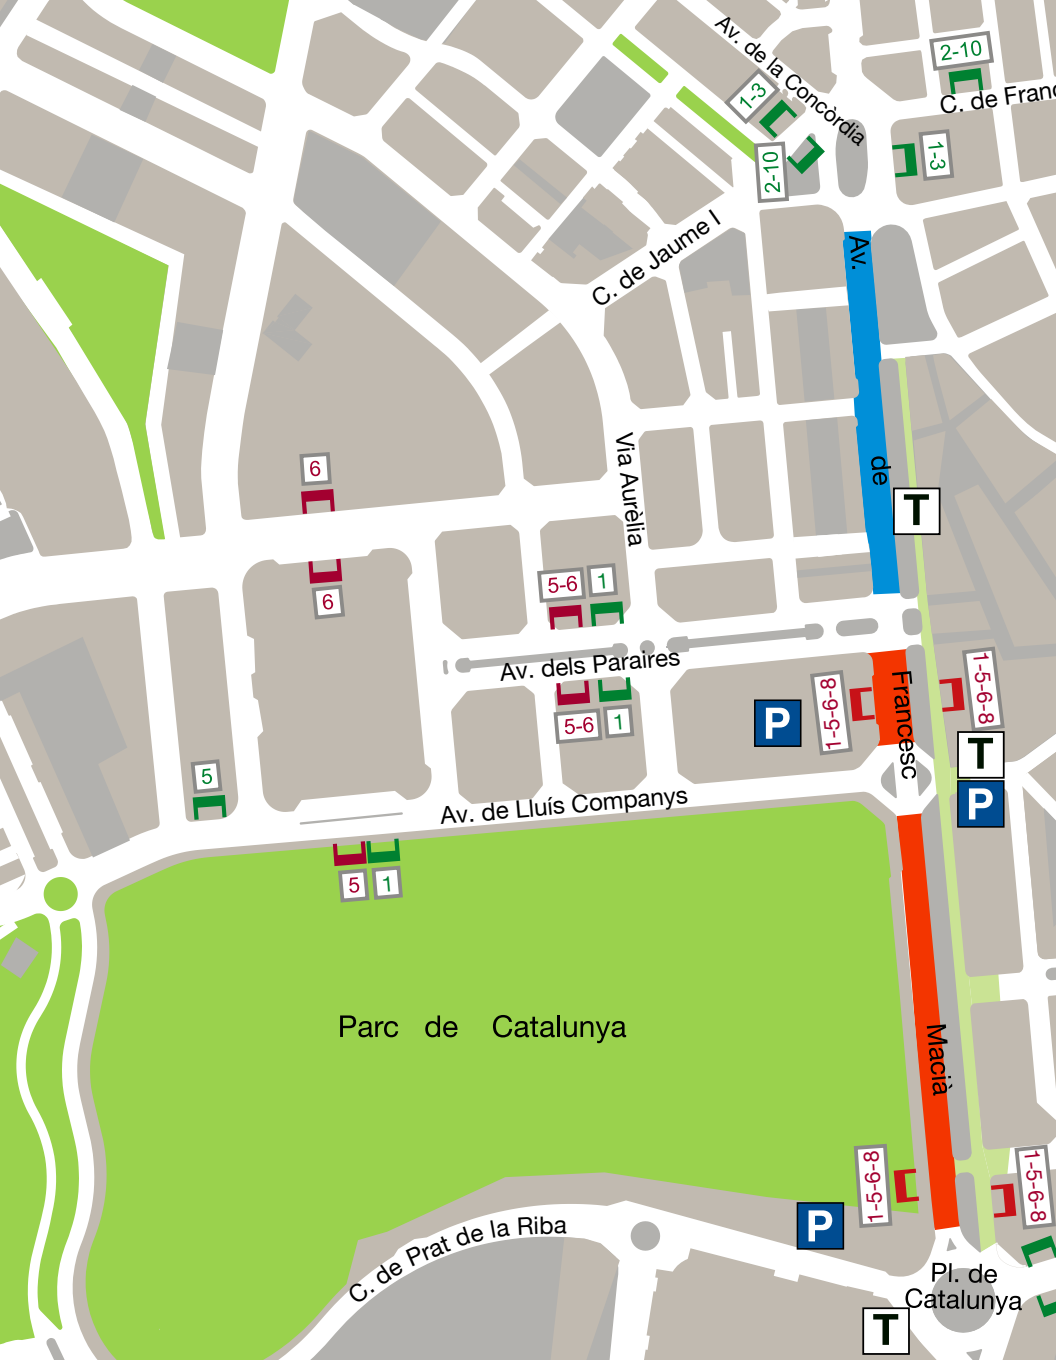 Av. de la Concòrdia
2-10
1-3
C. de Franc
1-3
2-10
C. de Jaume I
Av.
Via Aurèlia
de
6
T
6
5-6
1
Av. dels Paraires
1-5-6-8
1-5-6-8
Francesc
P
5-6
1
T
5
P
Av. de Lluís Companys
5
1
Parc de Catalunya
Macià
1-5-6-8
1-5-6-8
P
C. de Prat de la Riba
Pl. de
Catalunya
T